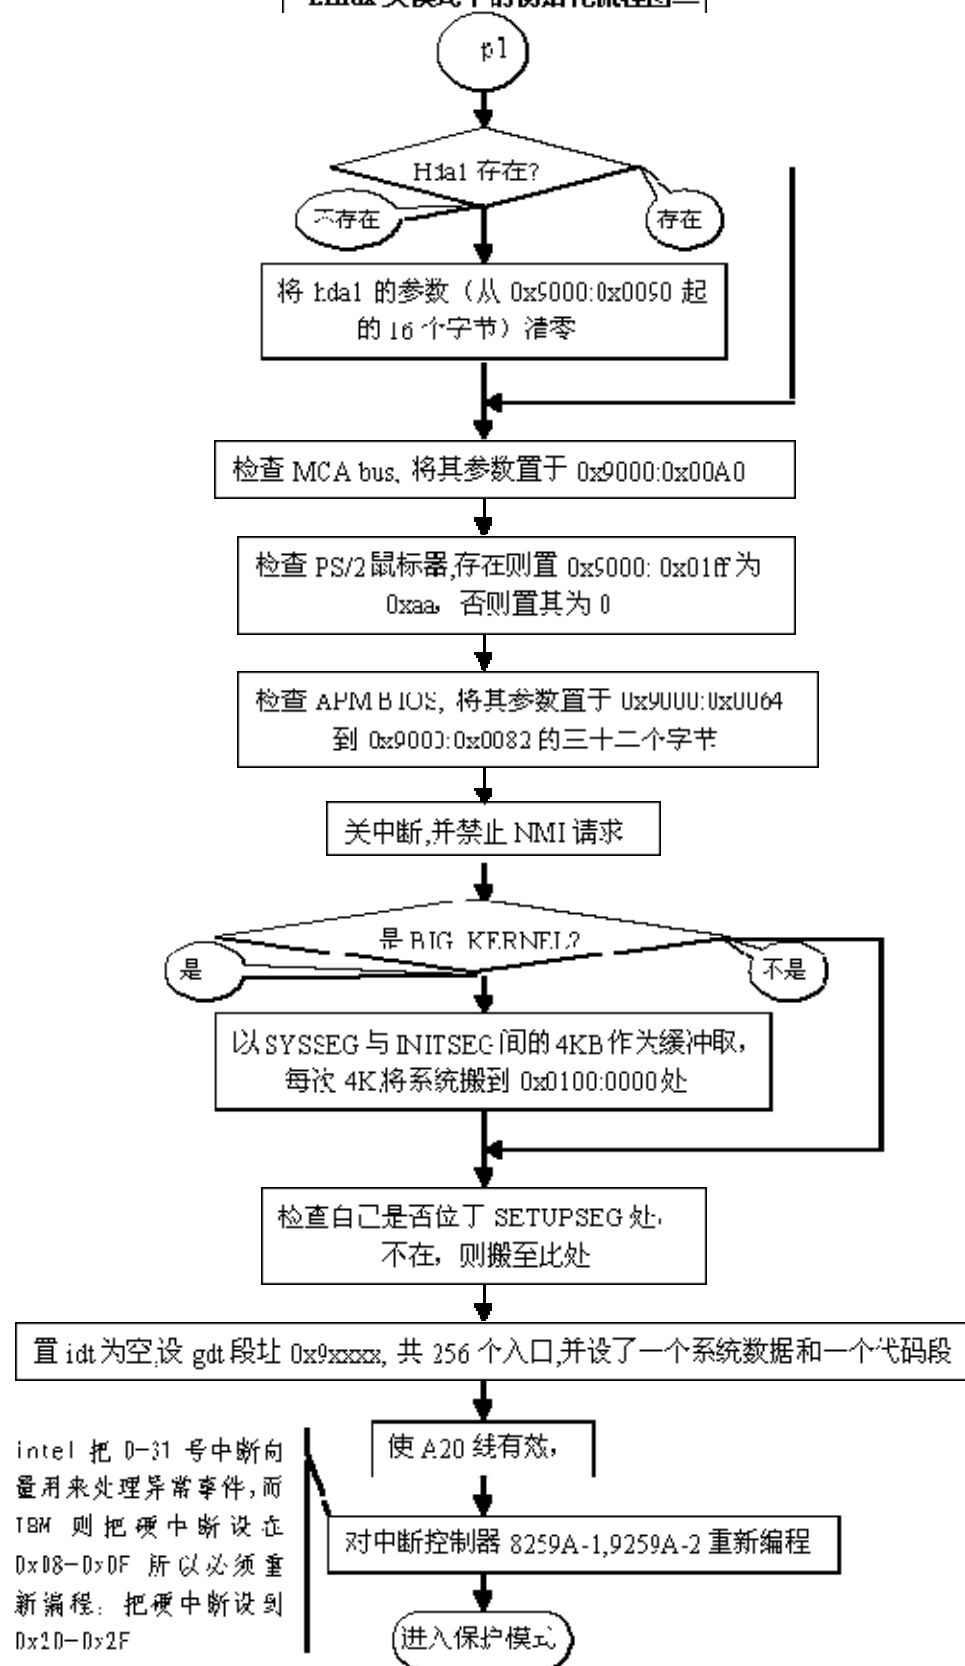 p1
Hda1 存在?
不存在
存在
将 hda1 的参数（从 0x9000:0x0090 起
的 16 个字节）清零
检查 MCA bus, 将其参数置于 0x9000:0x00A0
检查 PS/2 鼠标器,存在则置 0x9000: 0x01ff 为
0xaa，否则置其为 0
检查 APM BIOS, 将其参数置于 0x9000:0x0064
到 0x9000:0x0082 的三十二个字节
关中断,并禁止 NMI 请求
是 BIG_KERNEL?
是
不是
以 SYSSEG 与 INITSEG 间的 4KB 作为缓冲取，
每次 4K,将系统搬到 0x0100:0000 处
检查自己是否位于 SETUPSEG 处，
不在，则搬至此处
置 idt 为空,设 gdt 段址 0x9xxxx, 共 256 个入口,并设了一个系统数据和一个代码段
使 A20 线有效，
intel 把 0-31 号中断向
量用来处理异常事件,而
IBM 则把硬中断设在
0x08-0x0F 所以必须重
新编程；把硬中断设到
0x20-0x2F
对中断控制器 8259A-1,9259A-2 重新编程
进入保护模式